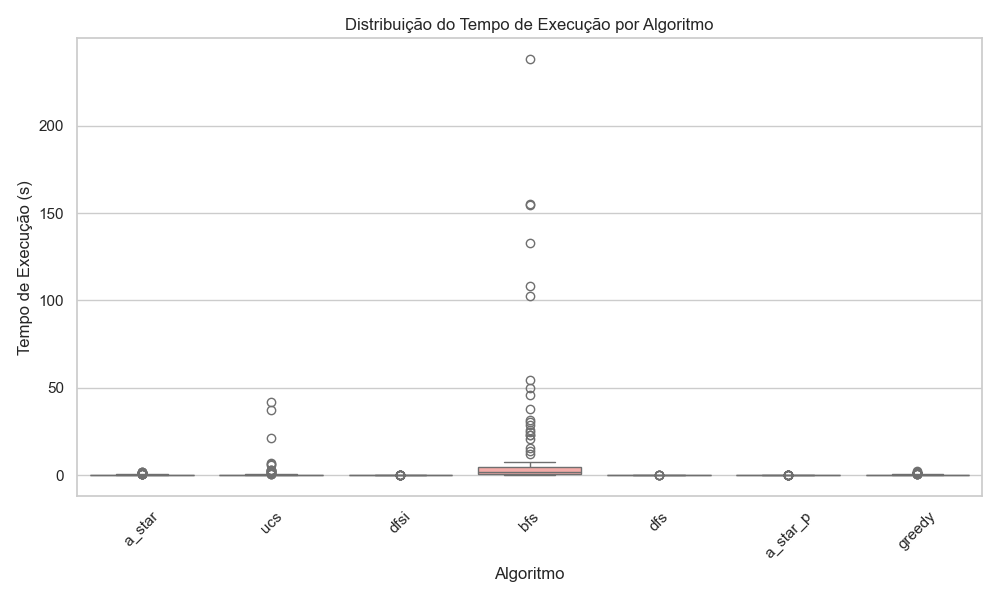 Distribuição do Tempo de Execução por Algoritmo
Tempo de Execução (s)
200
150
100
50
0
a_star
ucs
dfsi
bfs
dfs
a_star_p
greedy
Algoritmo